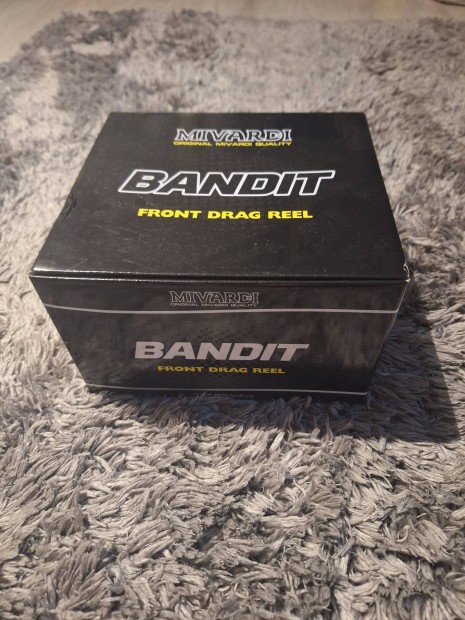 MIVARDI
ORIGINAL MIVARDI QUALITY
BANDIT
FRONT DRAG REEL
MIVARDI
ORIGINAL MIVARDI QUALITY
BANDIT
FRONT DRAG REEL